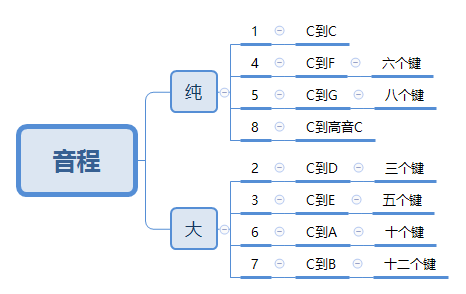 音程
纯
1 C到C
4 C到F 六个键
5 C到G 八个键
8 C到高音C
大
2 C到D 三个键
3 C到E 五个键
6 C到A 十个键
7 C到B 十二个键